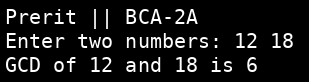 Prerit || BCA-2A
Enter two numbers: 12 18
GCD of 12 and 18 is 6